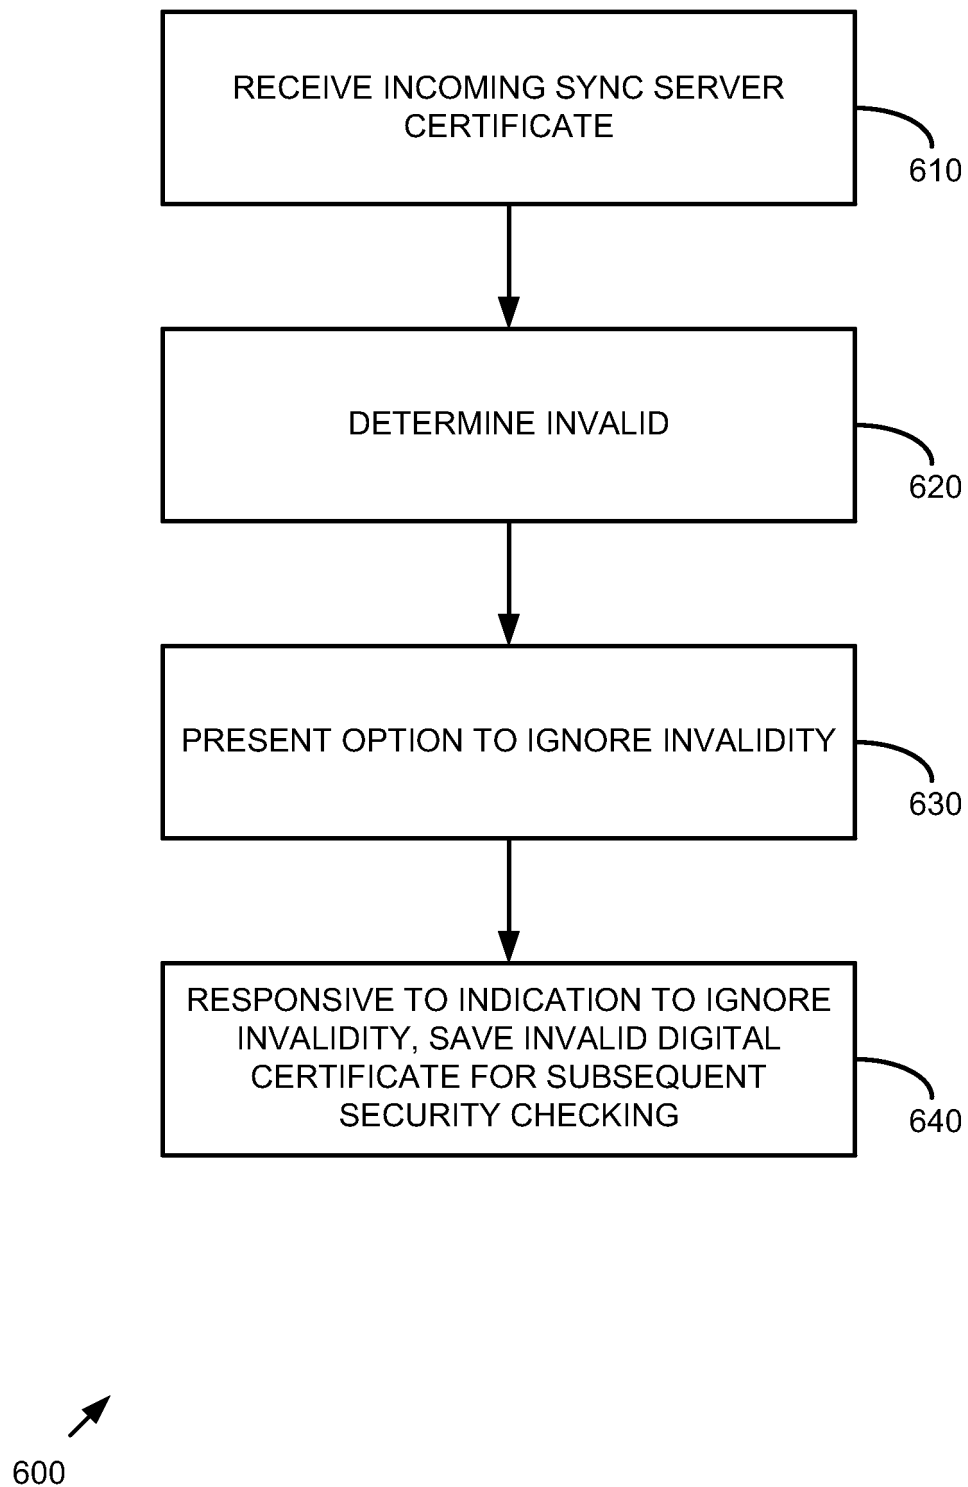 RECEIVE INCOMING SYNC SERVER
CERTIFICATE
610
DETERMINE INVALID
620
PRESENT OPTION TO IGNORE INVALIDITY
630
RESPONSIVE TO INDICATION TO IGNORE
INVALIDITY, SAVE INVALID DIGITAL
CERTIFICATE FOR SUBSEQUENT
SECURITY CHECKING
640
600